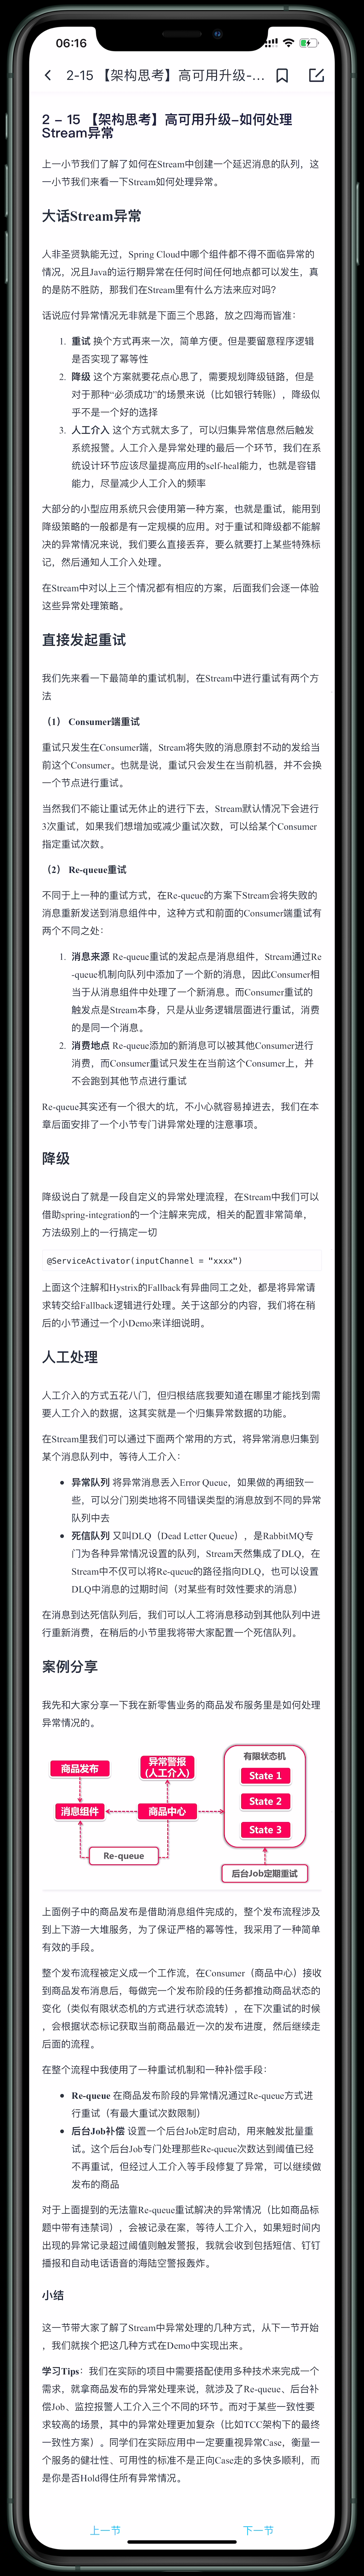 06:16
2-15 【架构思考】高可用升级-...
2 - 15 【架构思考】高可用升级-如何处理
Stream异常
上一小节我们了解了如何在Stream中创建一个延迟消息的队列，这
一小节我们来看一下Stream如何处理异常。
大话Stream异常
人非圣贤孰能无过，Spring Cloud中哪个组件都不得不面临异常的
情况，况且Java的运行期异常在任何时间任何地点都可以发生，真
的是防不胜防，那我们在Stream里有什么方法来应对吗？
话说应付异常情况无非就是下面三个思路，放之四海而皆准：
1. 重试 换个方式再来一次，简单方便。但是要留意程序逻辑
是否实现了幂等性
2. 降级 这个方案就要花点心思了，需要规划降级链路，但是
对于那种“必须成功”的场景来说（比如银行转账），降级似
乎不是一个好的选择
3. 人工介入 这个方式就太多了，可以归集异常信息然后触发
系统报警。人工介入是异常处理的最后一个环节，我们在系
统设计环节应该尽量提高应用的self-heal能力，也就是容错
能力，尽量减少人工介入的频率
大部分的小型应用系统只会使用第一种方案，也就是重试，能用到
降级策略的一般都是有一定规模的应用。对于重试和降级都不能解
决的异常情况来说，我们要么直接丢弃，要么就要打上某些特殊标
记，然后通知人工介入处理。
在Stream中对以上三个情况都有相应的方案，后面我们会逐一体验
这些异常处理策略。
直接发起重试
我们先来看一下最简单的重试机制，在Stream中进行重试有两个方
法
（1） Consumer端重试
重试只发生在Consumer端，Stream将失败的消息原封不动的发给当
前这个Consumer。也就是说，重试只会发生在当前机器，并不会换
一个节点进行重试。
当然我们不能让重试无休止的进行下去，Stream默认情况下会进行
3次重试，如果我们想增加或减少重试次数，可以给某个Consumer
指定重试次数。
（2） Re-queue重试
不同于上一种的重试方式，在Re-queue的方案下Stream会将失败的
消息重新发送到消息组件中，这种方式和前面的Consumer端重试有
两个不同之处：
1. 消息来源 Re-queue重试的发起点是消息组件，Stream通过Re
-queue机制向队列中添加了一个新的消息，因此Consumer相
当于从消息组件中处理了一个新消息。而Consumer重试的
触发点是Stream本身，只是从业务逻辑层面进行重试，消费
的是同一个消息。
2. 消费地点 Re-queue添加的新消息可以被其他Consumer进行
消费，而Consumer重试只发生在当前这个Consumer上，并
不会跑到其他节点进行重试
Re-queue其实还有一个很大的坑，不小心就容易掉进去，我们在本
章后面安排了一个小节专门讲异常处理的注意事项。
降级
降级说白了就是一段自定义的异常处理流程，在Stream中我们可以
借助spring-integration的一个注解来完成，相关的配置非常简单，
方法级别上的一行搞定一切
@ServiceActivator(inputChannel = "xxxx")
上面这个注解和Hystrix的Fallback有异曲同工之处，都是将异常请
求转交给Fallback逻辑进行处理。关于这部分的内容，我们将在稍
后的小节通过一个小Demo来详细说明。
人工处理
人工介入的方式五花八门，但归根结底我要知道在哪里才能找到需
要人工介入的数据，这其实就是一个归集异常数据的功能。
在Stream里我们可以通过下面两个常用的方式，将异常消息归集到
某个消息队列中，等待人工介入：
• 异常队列 将异常消息丢入Error Queue，如果做的再细致一
些，可以分门别类地将不同错误类型的消息放到不同的异常
队列中去
• 死信队列 又叫DLQ（Dead Letter Queue），是RabbitMQ专
门为各种异常情况设置的队列，Stream天然集成了DLQ，在
Stream中不仅可以将Re-queue的路径指向DLQ，也可以设置
DLQ中消息的过期时间（对某些有时效性要求的消息）
在消息到达死信队列后，我们可以人工将消息移动到其他队列中进
行重新消费，在稍后的小节里我将带大家配置一个死信队列。
案例分享
我先和大家分享一下我在新零售业务的商品发布服务里是如何处理
异常情况的。
商品发布
异常警报
(人工介入)
有限状态机
State 1
State 2
State 3
消息组件
商品中心
Re-queue
后台Job定期重试
上面例子中的商品发布是借助消息组件完成的，整个发布流程涉及
到上下游一大堆服务，为了保证严格的幂等性，我采用了一种简单
有效的手段。
整个发布流程被定义成一个工作流，在Consumer（商品中心）接收
到商品发布消息后，每做完一个发布阶段的任务都推动商品状态的
变化（类似有限状态机的方式进行状态流转），在下次重试的时候
，会根据状态标记获取当前商品最近一次的发布进度，然后继续走
后面的流程。
在整个流程中我使用了一种重试机制和一种补偿手段：
• Re-queue 在商品发布阶段的异常情况通过Re-queue方式进
行重试（有最大重试次数限制）
• 后台Job补偿 设置一个后台Job定时启动，用来触发批量重
试。这个后台Job专门处理那些Re-queue次数达到阈值已经
不再重试，但经过人工介入等手段修复了异常，可以继续做
发布的商品
对于上面提到的无法靠Re-queue重试解决的异常情况（比如商品标
题中带有违禁词），会被记录在案，等待人工介入，如果短时间内
出现的异常记录超过阈值则触发警报，我就会收到包括短信、钉钉
播报和自动电话语音的海陆空警报轰炸。
小结
这一节带大家了解了Stream中异常处理的几种方式，从下一节开始
，我们就挨个把这几种方式在Demo中实现出来。
学习Tips：我们在实际的项目中需要搭配使用多种技术来完成一个
需求，就拿商品发布的异常处理来说，就涉及了Re-queue、后台补
偿Job、监控报警人工介入三个不同的环节。而对于某些一致性要
求较高的场景，其中的异常处理更加复杂（比如TCC架构下的最终
一致性方案）。同学们在实际应用中一定要重视异常Case，衡量一
个服务的健壮性、可用性的标准不是正向Case走的多快多顺利，而
是你是否Hold得住所有异常情况。
上一节
下一节